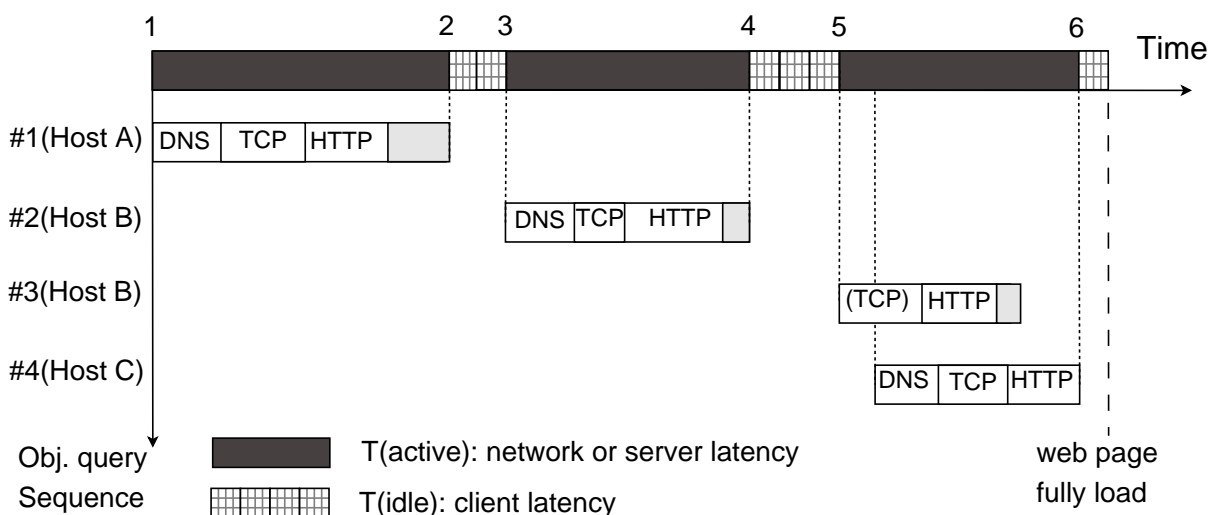 1 2 3 4 5 6
Time
#1(Host A) DNS TCP HTTP
#2(Host B) DNS TCP HTTP
#3(Host B) (TCP) HTTP
#4(Host C) DNS TCP HTTP
Obj. query
Sequence
T(active): network or server latency
T(idle): client latency
web page
fully load